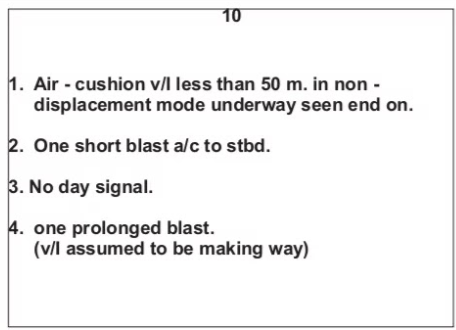 10
1. Air - cushion v/l less than 50 m. in non -
displacement mode underway seen end on.
2. One short blast a/c to stbd.
3. No day signal.
4. one prolonged blast.
(v/l assumed to be making way)